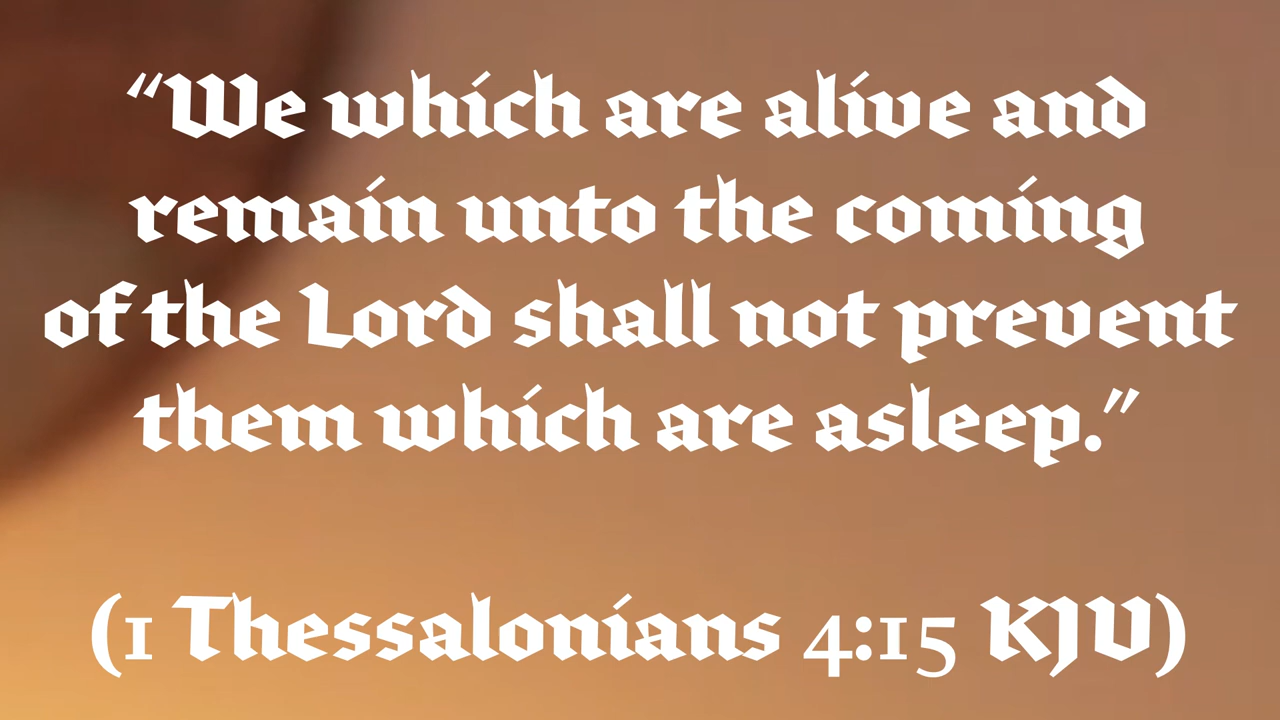 “We which are alive and
remain unto the coming
of the Lord shall not prevent
them which are asleep.”
(1 Thessalonians 4:15 KJV)